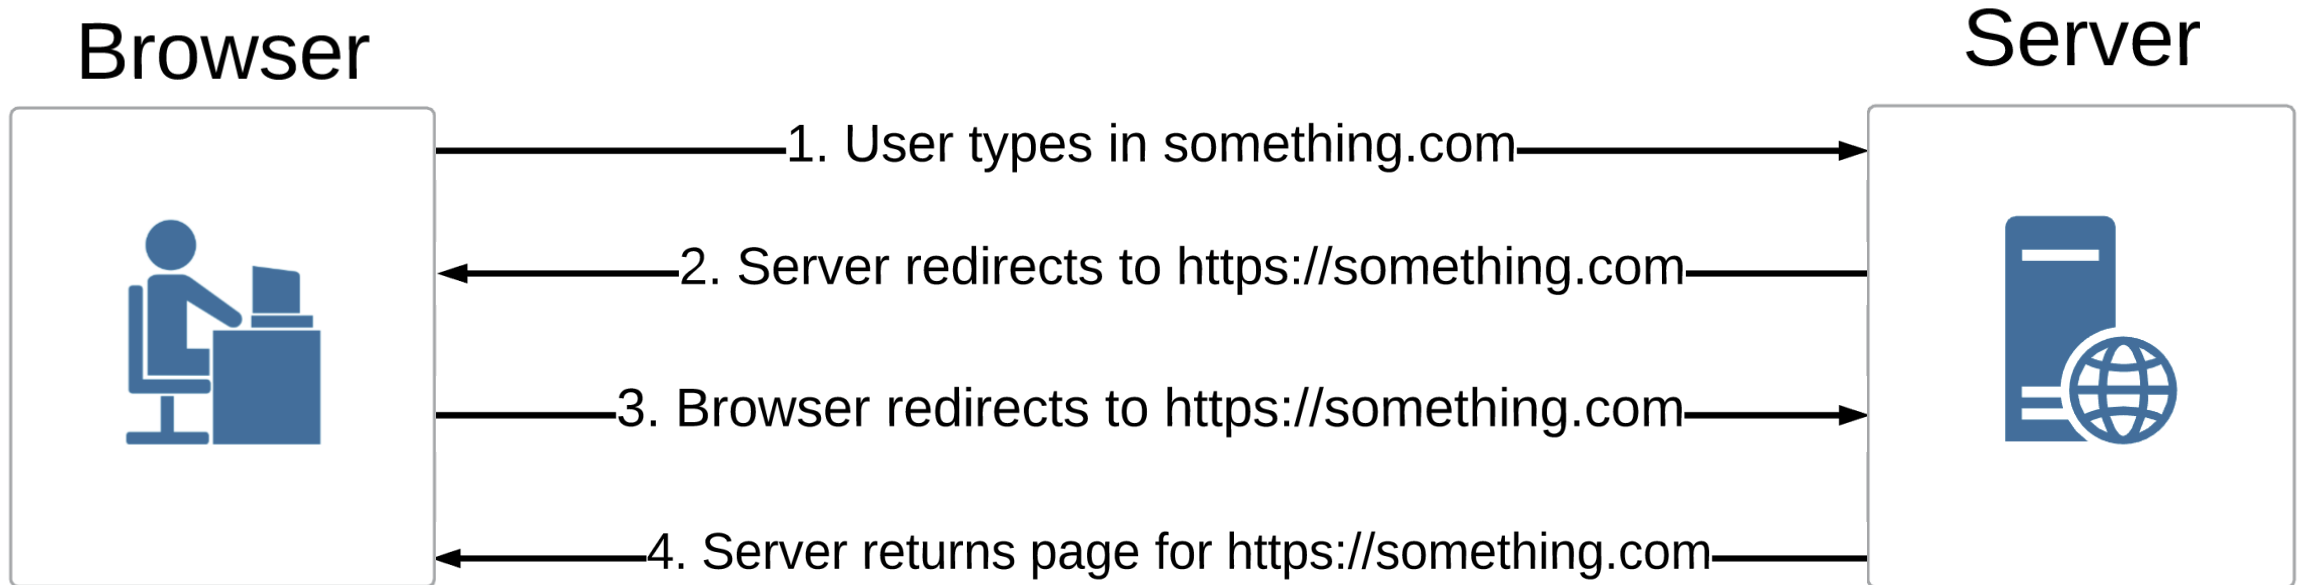 Browser
Server
1. User types in something.com
2. Server redirects to https://something.com
3. Browser redirects to https://something.com
4. Server returns page for https://something.com